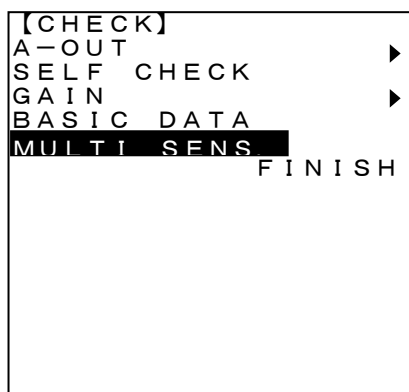 【CHECK】
A－OUT ▶
SELF CHECK
GAIN ▶
BASIC DATA
MULTI SENS.
FINISH